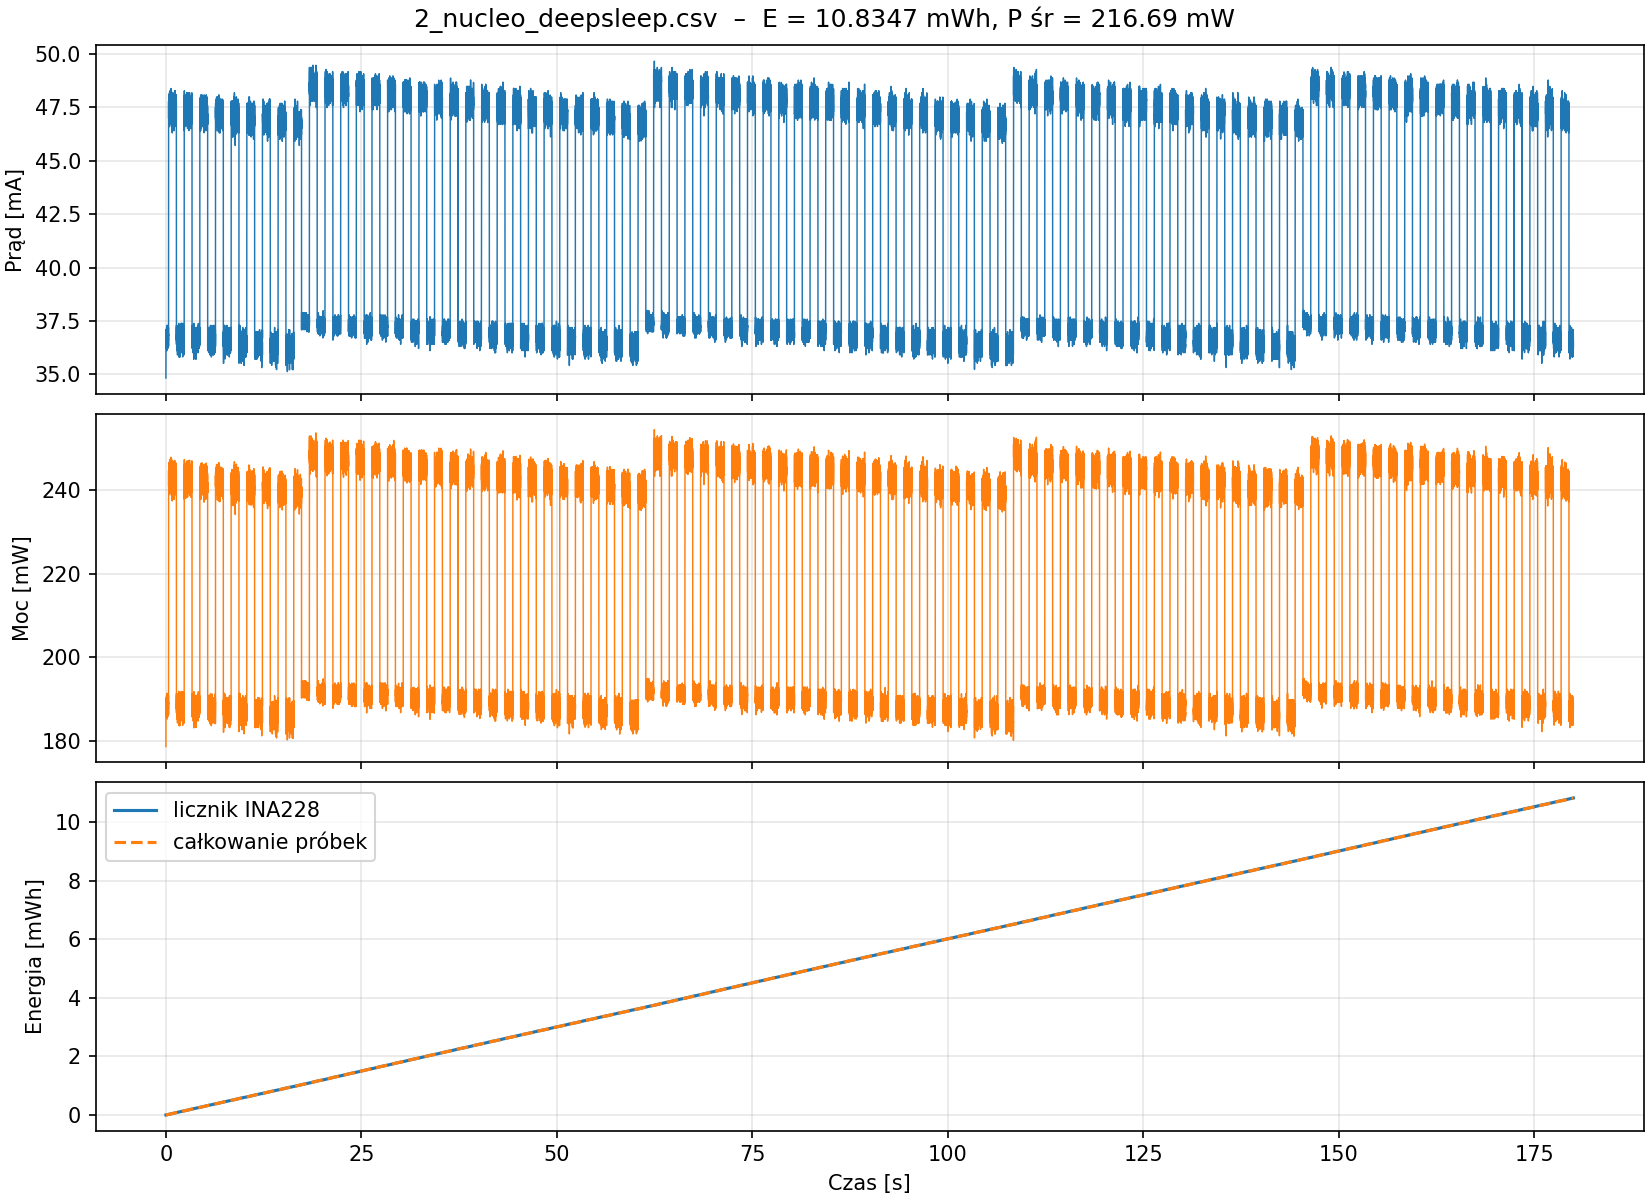 2_nucleo_deepsleep.csv – E = 10.8347 mWh, P śr = 216.69 mW
50.0
47.5
45.0
42.5
40.0
37.5
35.0
Prąd [mA]
240
220
200
180
Moc [mW]
licznik INA228
całkowanie próbek
10
8
6
4
2
0
Energia [mWh]
0 25 50 75 100 125 150 175
Czas [s]